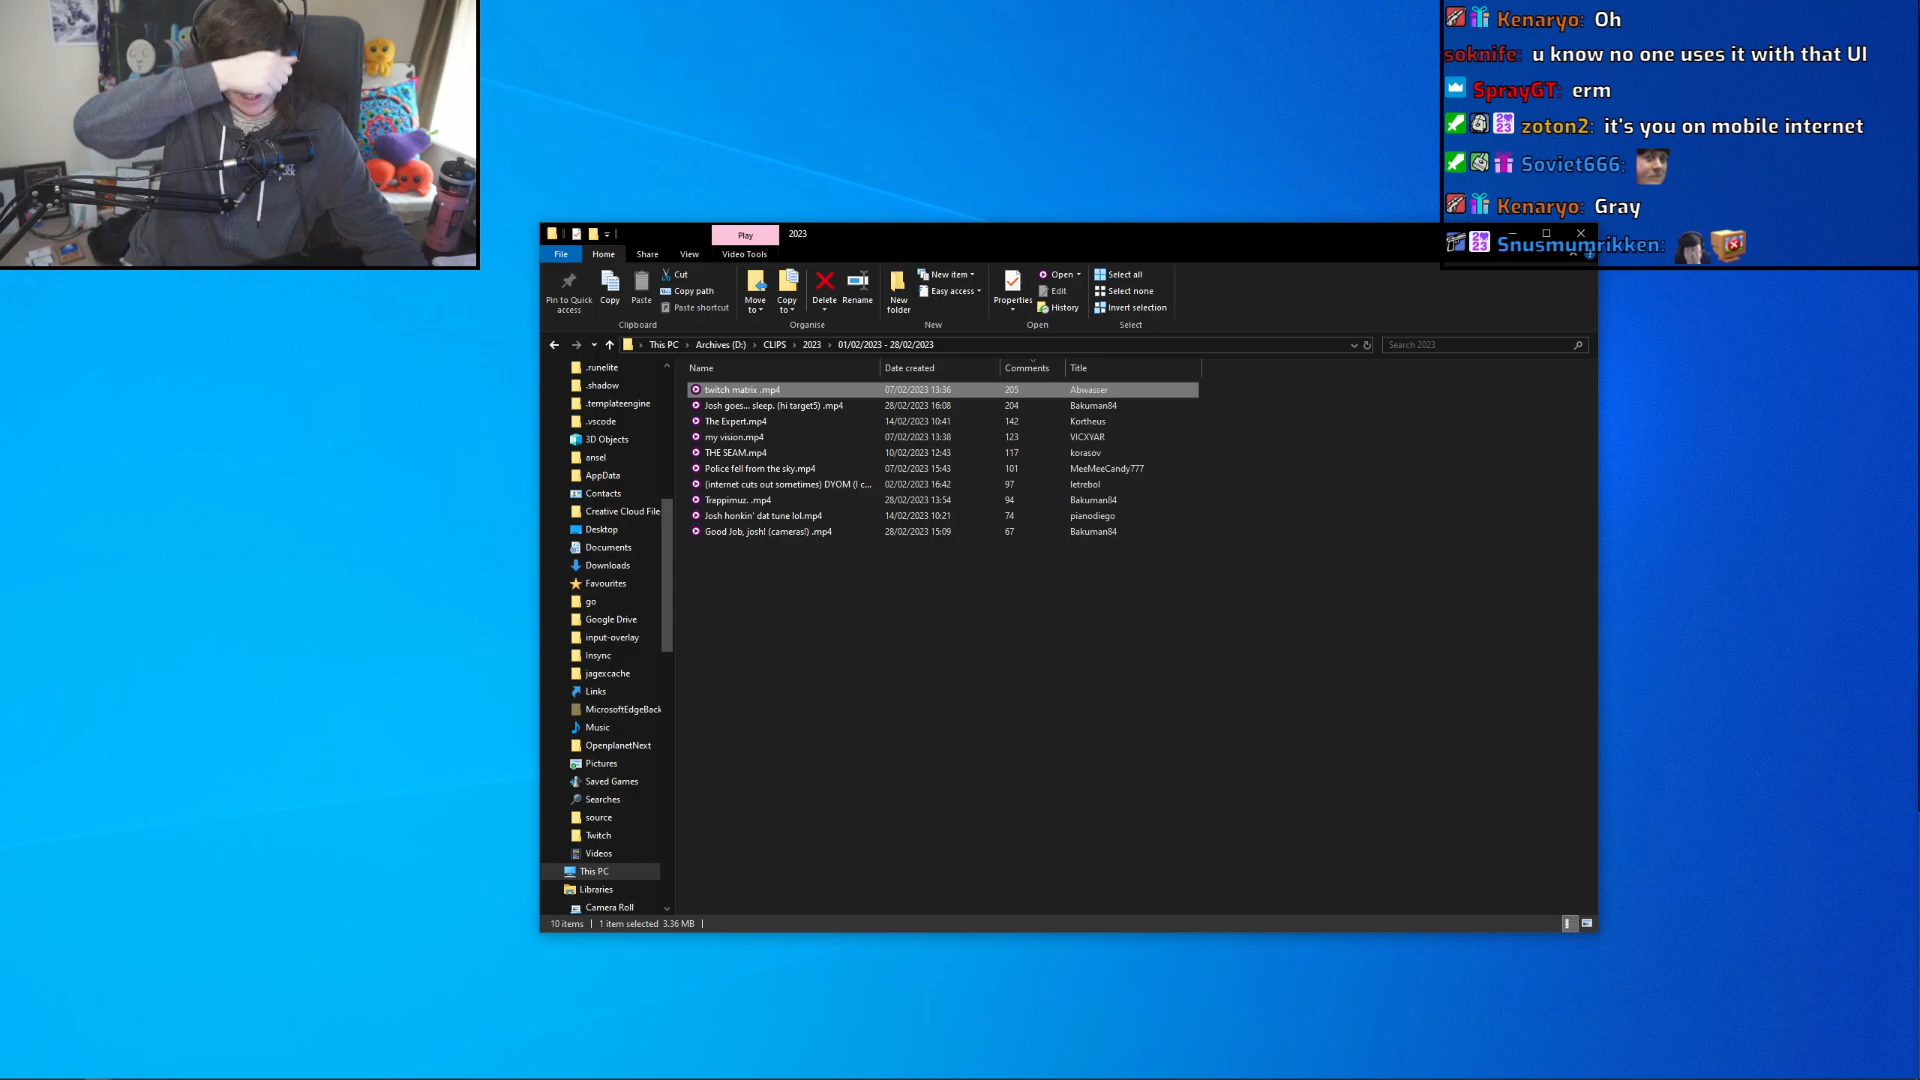 Kenaryo: Oh
soknife: u know no one uses it with that UI
SprayGT: erm
zoton2: it's you on mobile internet
Soviet666:
Kenaryo: Gray
Snusmumrikken:
Play
2023
File
Home
Share
View
Video Tools
Pin to Quick access
Copy
Paste
Cut
Copy path
Paste shortcut
Move to
Copy to
Delete
Rename
New folder
New item
Easy access
Properties
Open
Edit
History
Select all
Select none
Invert selection
Clipboard
Organise
New
Open
Select
This PC > Archives (D:) > CLIPS > 2023 > 01/02/2023 - 28/02/2023
Search 2023
Name Date created Comments Title
twitch matrix .mp4 07/02/2023 13:36 205 Abwasser
Josh goes... sleep. (hi target5) .mp4 28/02/2023 16:08 204 Bakuman84
The Expert.mp4 14/02/2023 10:41 142 Kortheus
my vision.mp4 07/02/2023 13:38 123 VICXYAR
THE SEAM.mp4 10/02/2023 12:43 117 korasov
Police fell from the sky.mp4 07/02/2023 15:43 101 MeeMeeCandy777
(internet cuts out sometimes) DYOM (I c... 02/02/2023 16:42 97 letrebol
Trappimuz. .mp4 28/02/2023 13:54 94 Bakuman84
Josh honkin' dat tune lol.mp4 14/02/2023 10:21 74 pianodiego
Good Job, josh! (cameras!) .mp4 28/02/2023 15:09 67 Bakuman84
.runelite
.shadow
.templateengine
.vscode
3D Objects
ansel
AppData
Contacts
Creative Cloud File
Desktop
Documents
Downloads
Favourites
go
Google Drive
input-overlay
Insync
jagexcache
Links
MicrosoftEdgeBack
Music
OpenplanetNext
Pictures
Saved Games
Searches
source
Twitch
Videos
This PC
Libraries
Camera Roll
10 items
1 item selected 3.36 MB